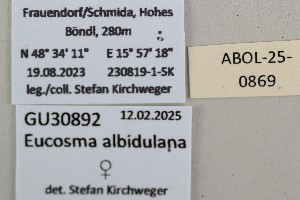 Frauendorf/Schmida, Hohes
Böndl, 280m
N 48° 34' 11" E 15° 57' 18"
19.08.2023 230819-1-SK
leg./coll. Stefan Kirchweger
ABOL-25-
0869
GU30892 12.02.2025
Eucosma albidulana
♀
det. Stefan Kirchweger